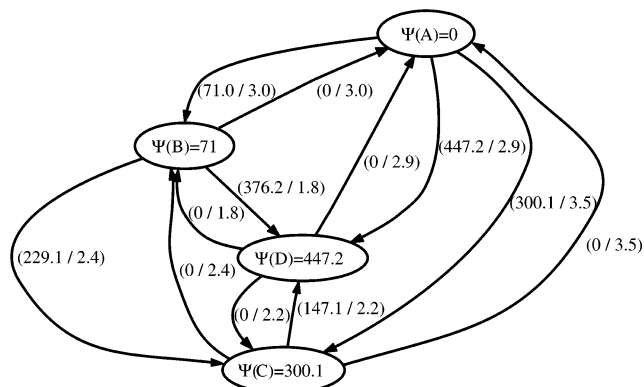 Ψ(A)=0
(71.0 / 3.0)
(0 / 3.0)
Ψ(B)=71
(447.2 / 2.9)
(0 / 2.9)
(376.2 / 1.8)
(300.1 / 3.5)
(0 / 1.8)
(0 / 3.5)
(229.1 / 2.4)
Ψ(D)=447.2
(0 / 2.4)
(147.1 / 2.2)
(0 / 2.2)
Ψ(C)=300.1